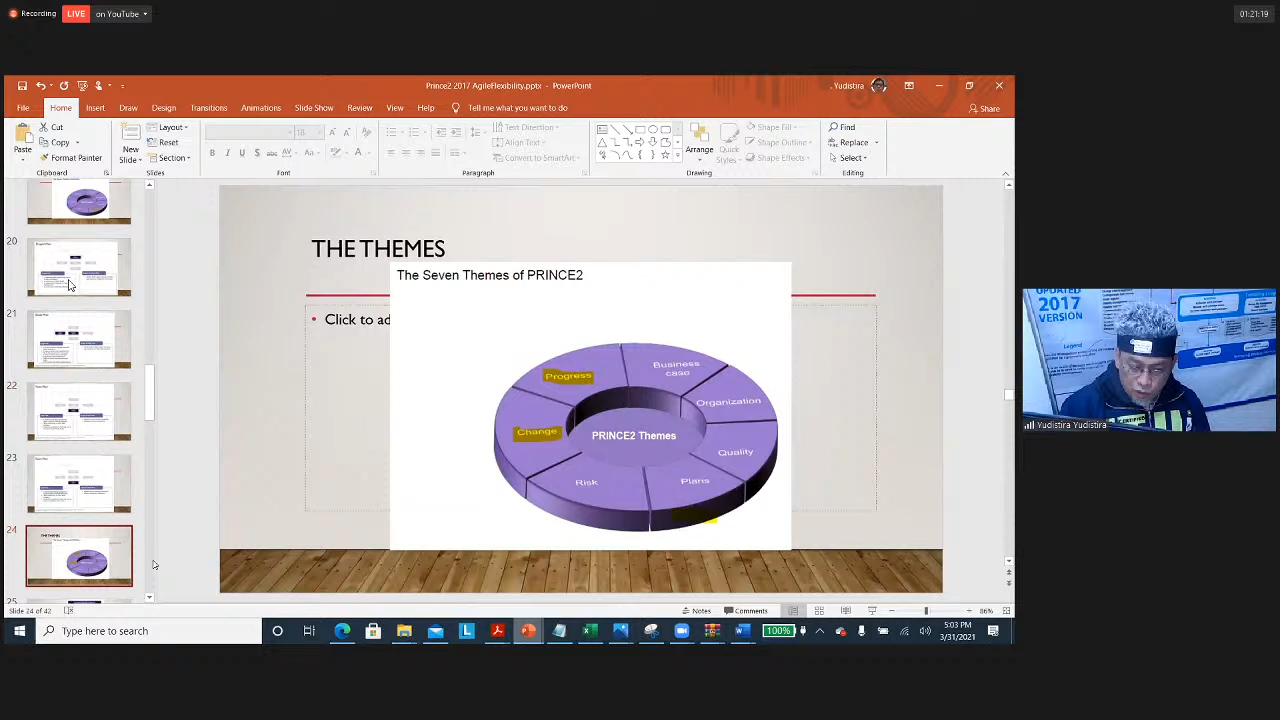 Recording
LIVE on YouTube
01:21:19
Prince2 2017 AgileFlexibility.pptx - PowerPoint
Yudistira
File Home Insert Draw Design Transitions Animations Slide Show Review View Help Tell me what you want to do
Share
Paste
Cut
Copy
Format Painter
Clipboard
New
Slide
Layout
Reset
Section
Slides
18
Font
Text Direction
Align Text
Convert to SmartArt
Paragraph
Arrange
Quick
Styles
Shape Fill
Shape Outline
Shape Effects
Drawing
Find
Replace
Select
Editing
20
21
22
23
24
25
THE THEMES
The Seven Themes of PRINCE2
Click to ad
Progress
Business
case
Organization
Change
PRINCE2 Themes
Quality
Risk
Plans
UPDATED
2017
VERSION
Legend
CERTIFIED
Yudistira Yudistira
Slide 24 of 42
Notes
Comments
86%
Type here to search
100%
5:03 PM
3/31/2021